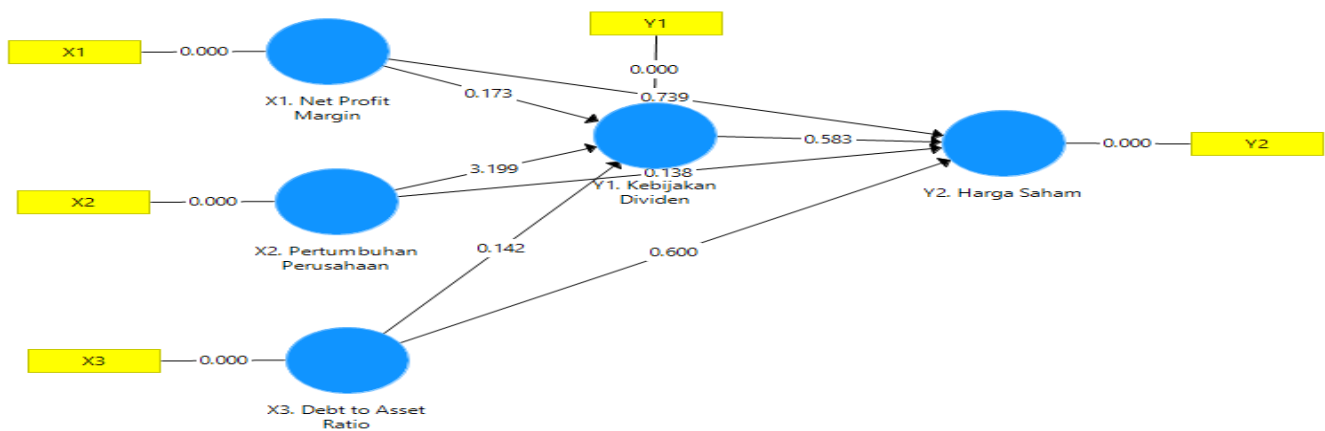 Y1
X1
0.000
X1. Net Profit
Margin
0.000
0.173
0.739
0.583
0.000
Y2
Y2. Harga Saham
X2
0.000
3.199
0.138
Y1. Kebijakan
Dividen
X2. Pertumbuhan
Perusahaan
0.142
0.600
X3
0.000
X3. Debt to Asset
Ratio